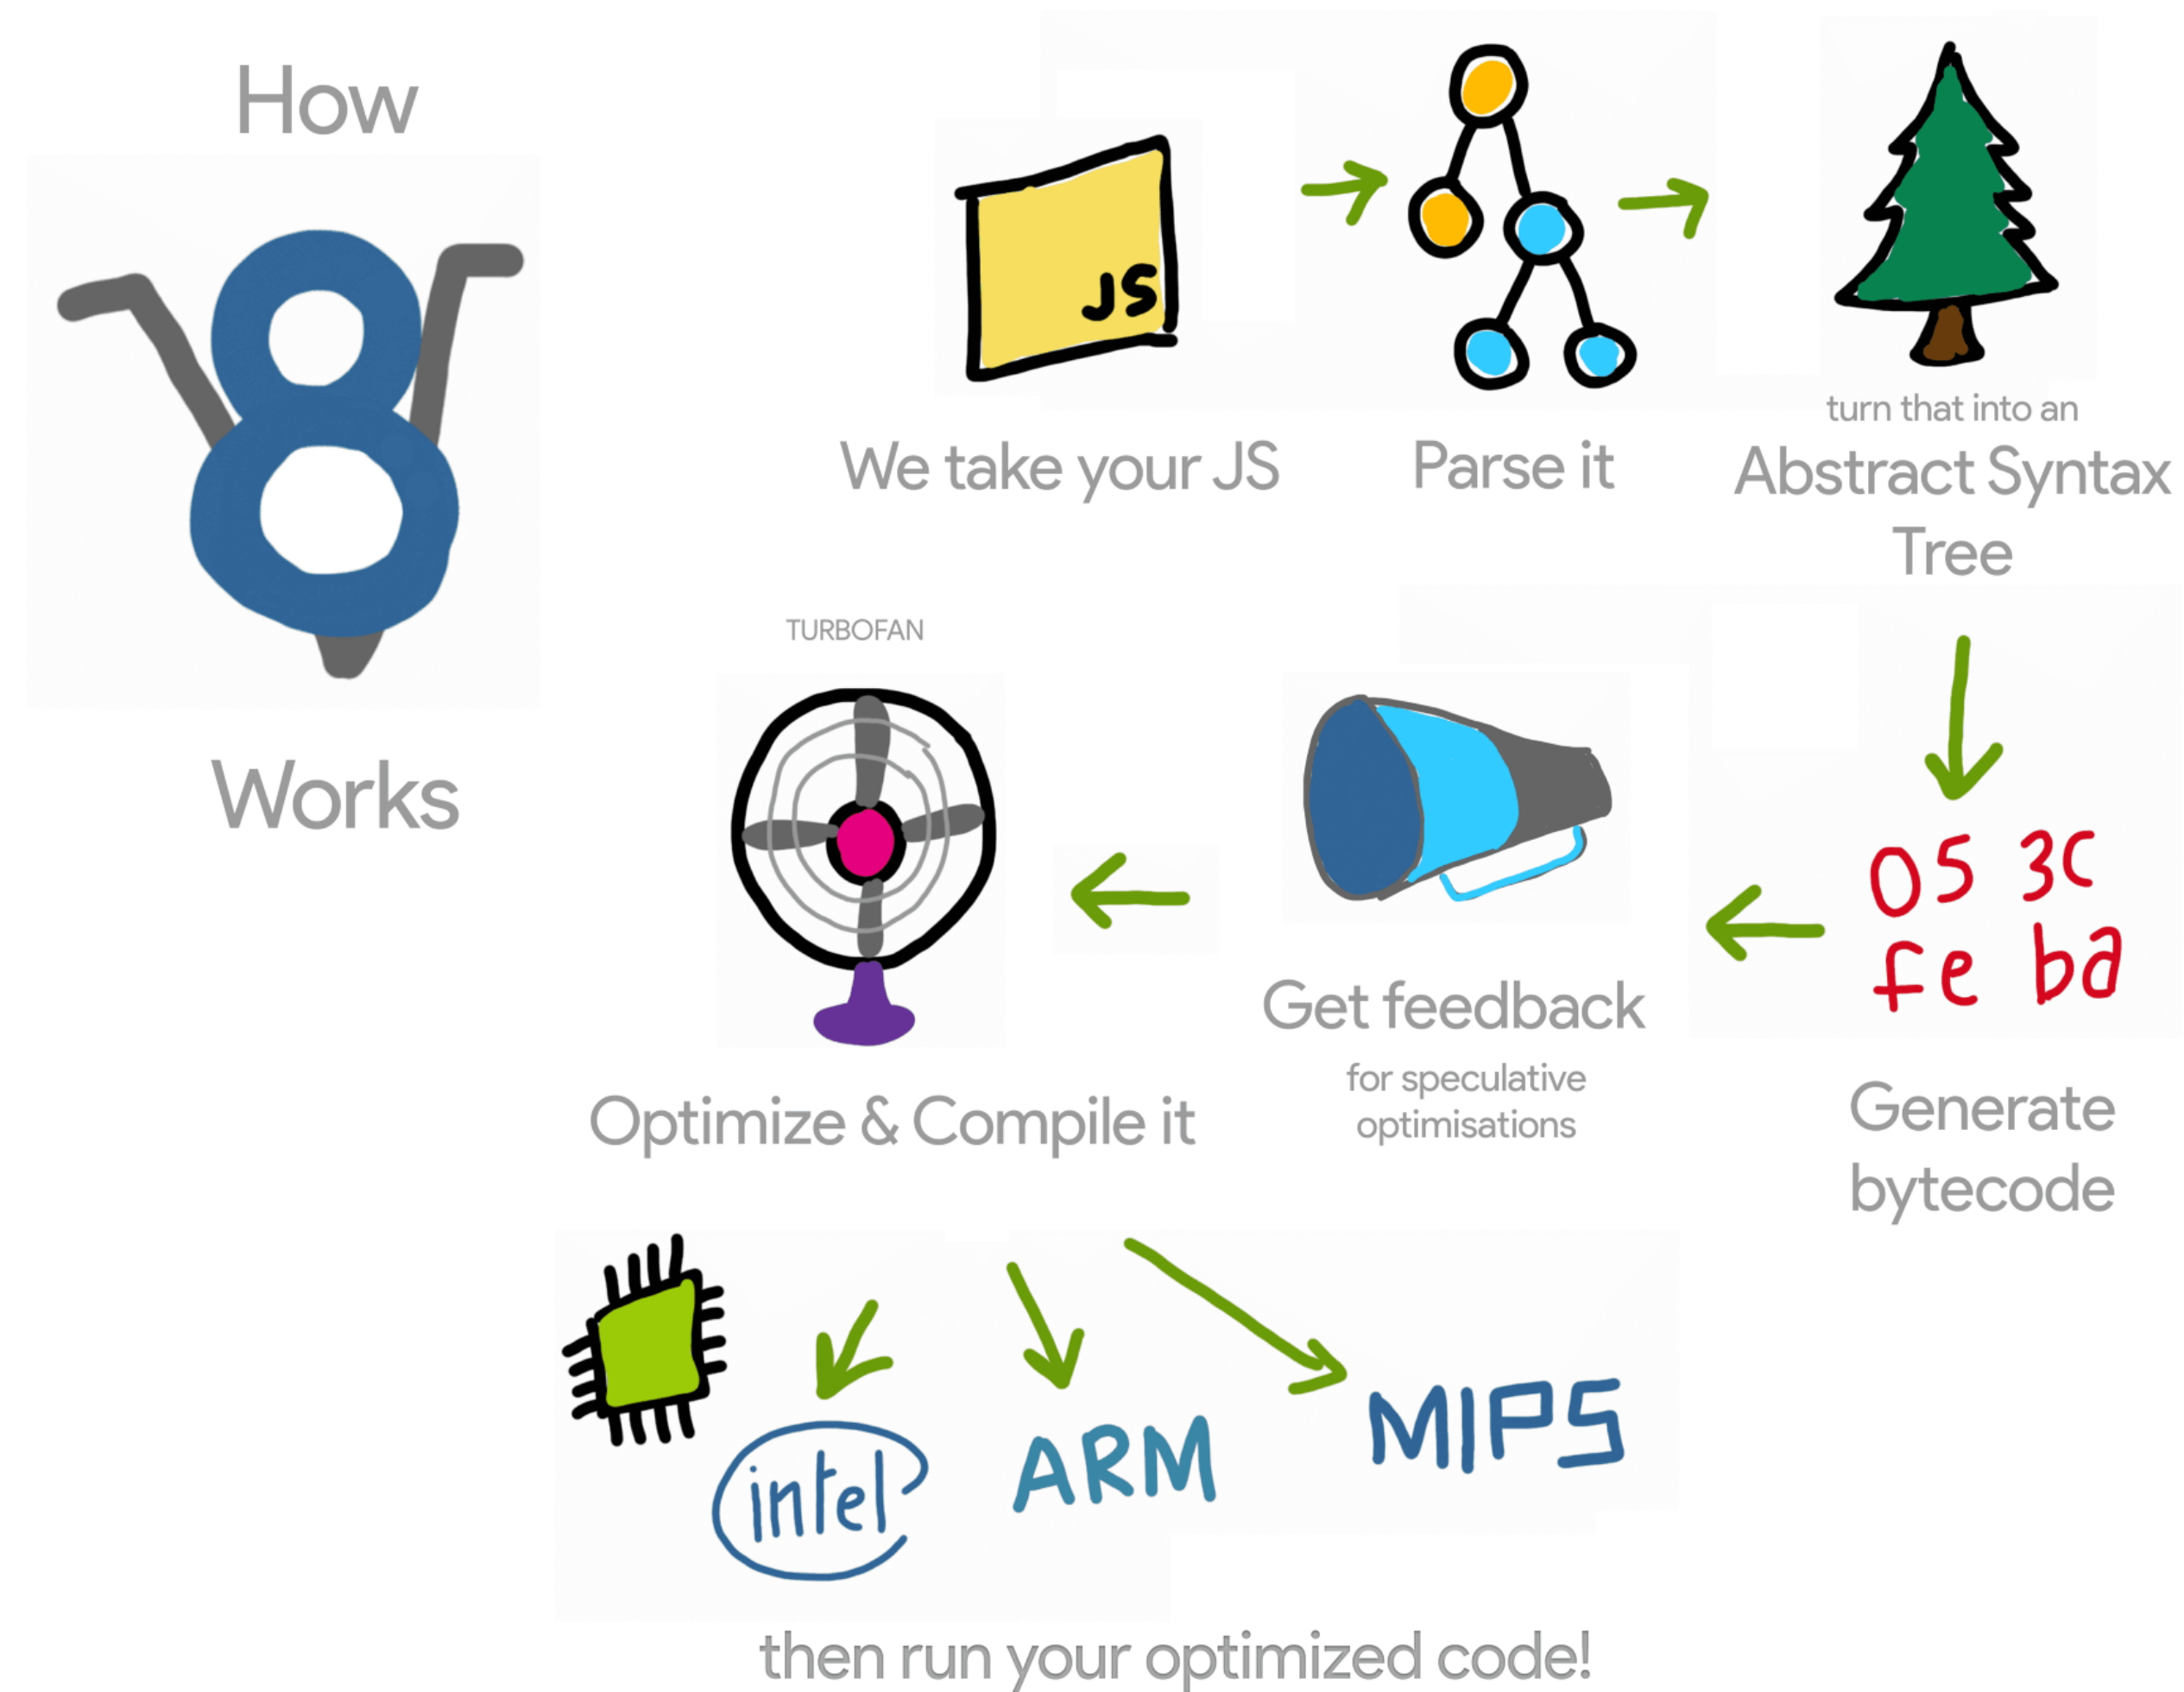 How
8
Works
JS
We take your JS
Parse it
turn that into an
Abstract Syntax
Tree
05 3c
fe ba
Generate
bytecode
Get feedback
for speculative
optimisations
TURBOFAN
Optimize & Compile it
intel
ARM
MIPS
then run your optimized code!